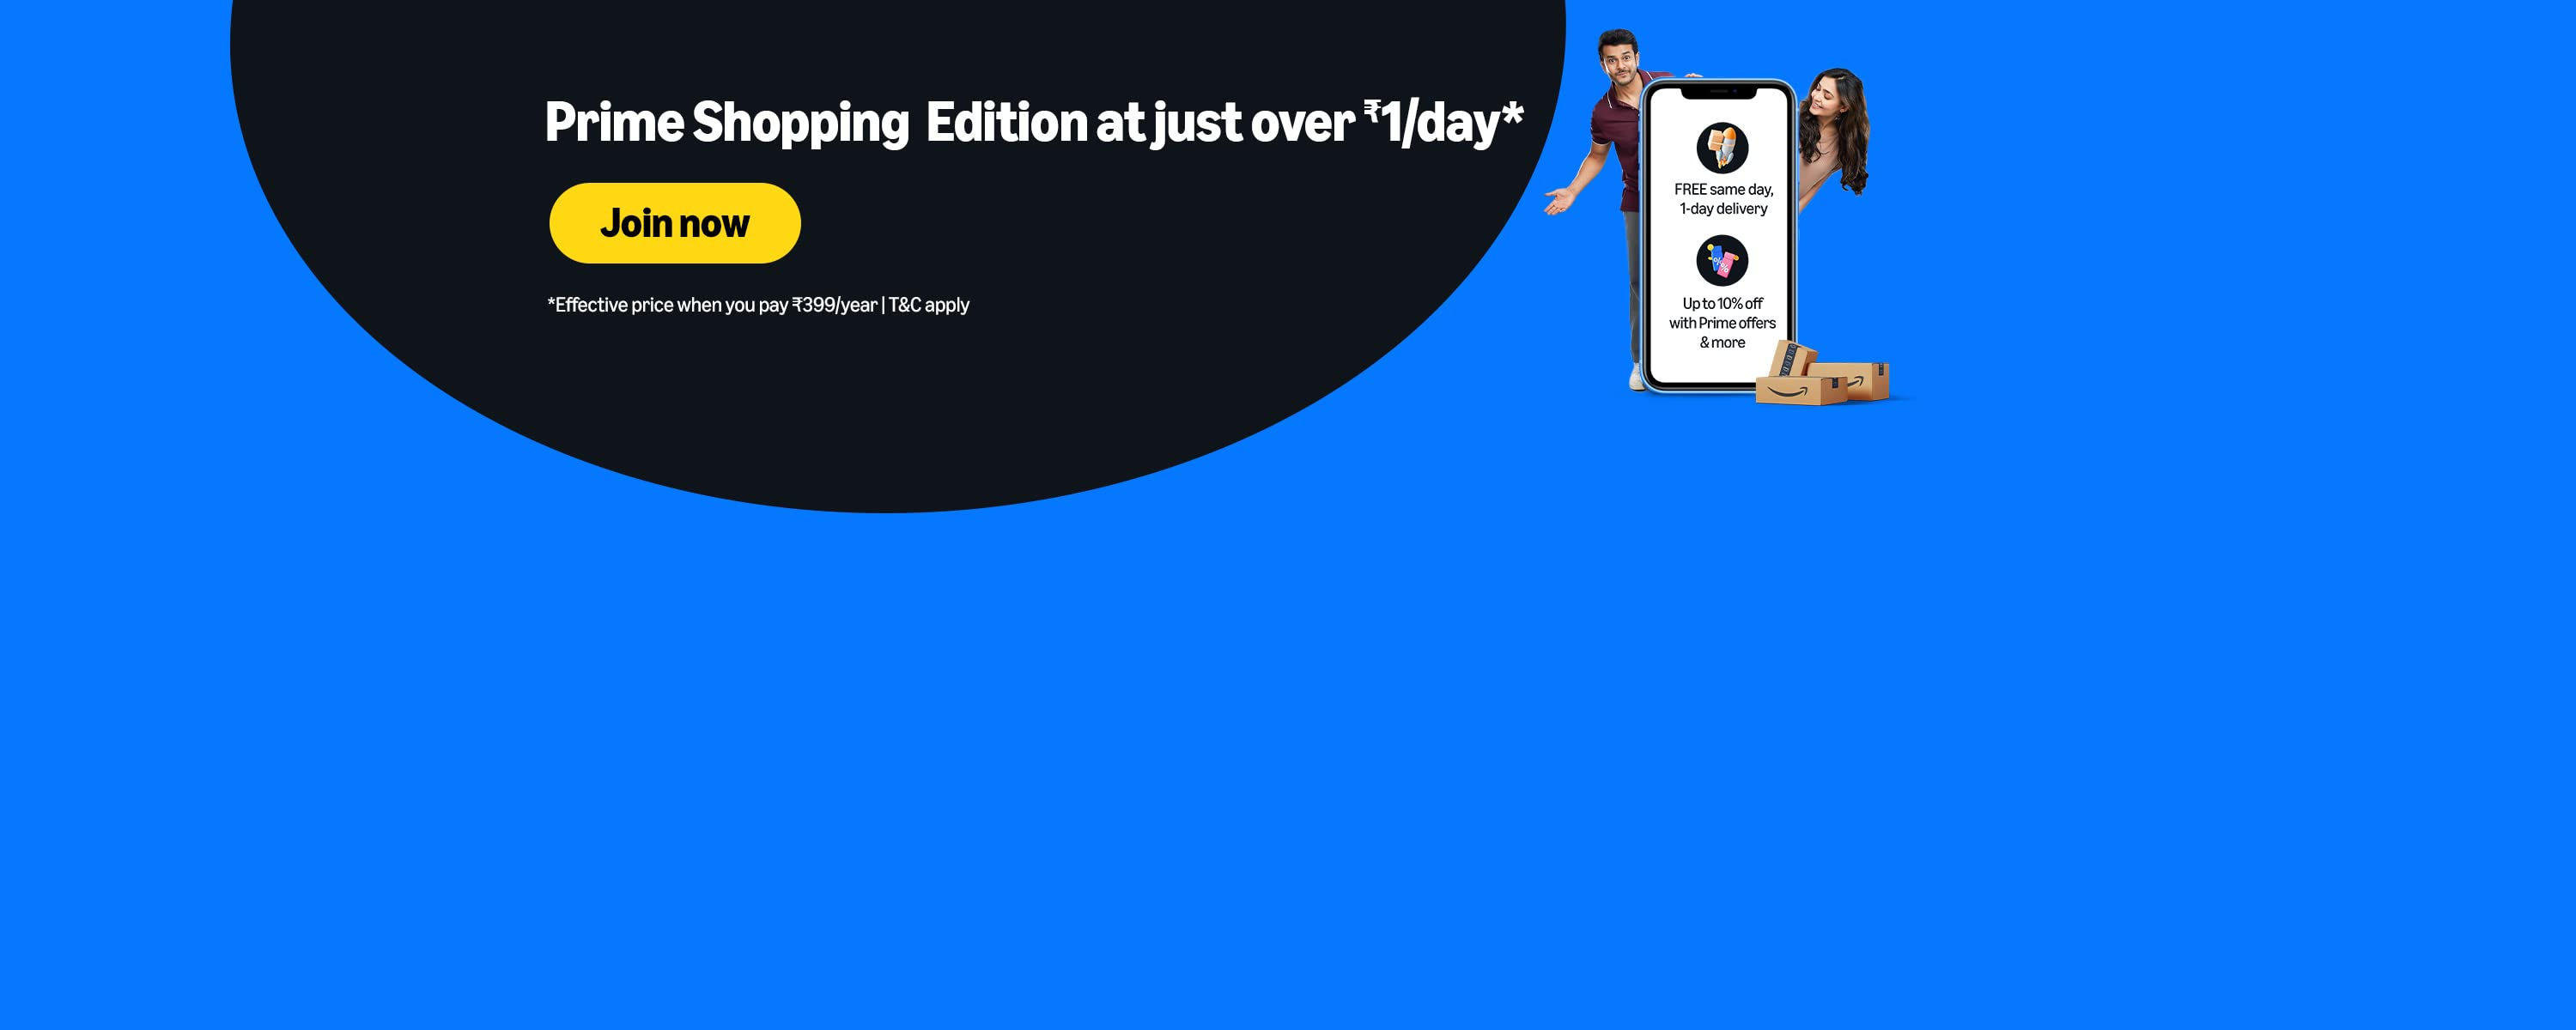 Prime Shopping Edition at just over ₹1/day*
Join now
*Effective price when you pay ₹399/year | T&C apply
FREE same day,
1-day delivery
%%
Up to 10% off
with Prime offers
& more